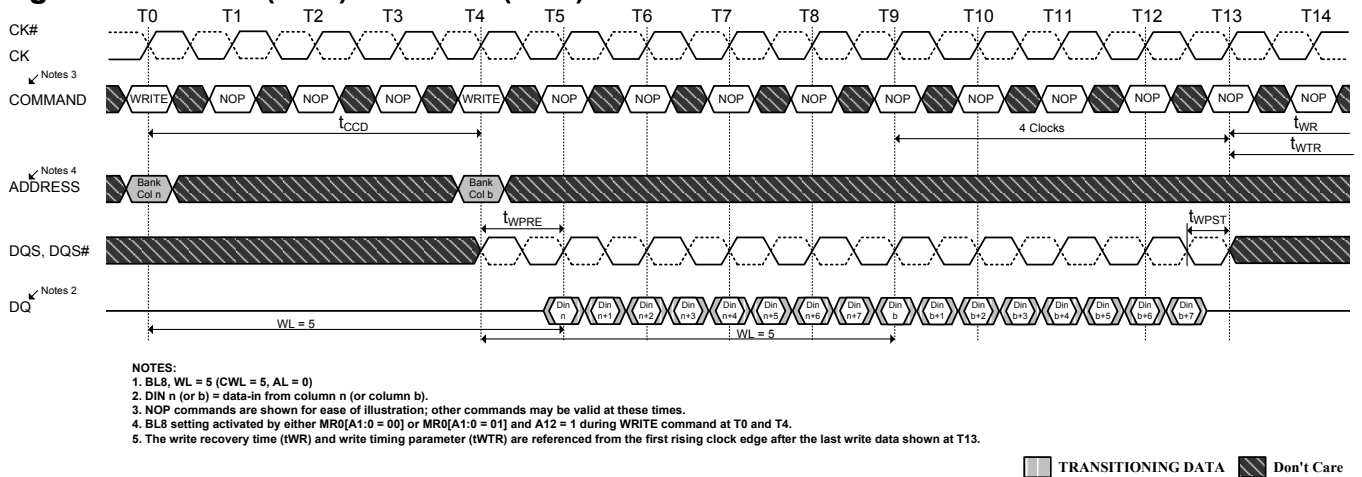 T0 T1 T2 T3 T4 T5 T6 T7 T8 T9 T10 T11 T12 T13 T14
CK#
CK
Notes 3
COMMAND WRITE NOP NOP NOP WRITE NOP NOP NOP NOP NOP NOP NOP NOP NOP NOP
tCCD 4 Clocks tWR
tWTR
Notes 4
ADDRESS
Bank Col n
Bank Col b
tWPRE tWPST
DQS, DQS#
Notes 2
DQ
Din n Din n+1 Din n+2 Din n+3 Din n+4 Din n+5 Din n+6 Din n+7 Din b Din b+1 Din b+2 Din b+3 Din b+4 Din b+5 Din b+6 Din b+7
WL = 5 WL = 5
NOTES:
1. BL8, WL = 5 (CWL = 5, AL = 0)
2. DIN n (or b) = data-in from column n (or column b).
3. NOP commands are shown for ease of illustration; other commands may be valid at these times.
4. BL8 setting activated by either MR0[A1:0 = 00] or MR0[A1:0 = 01] and A12 = 1 during WRITE command at T0 and T4.
5. The write recovery time (tWR) and write timing parameter (tWTR) are referenced from the first rising clock edge after the last write data shown at T13.
TRANSITIONING DATA Don't Care